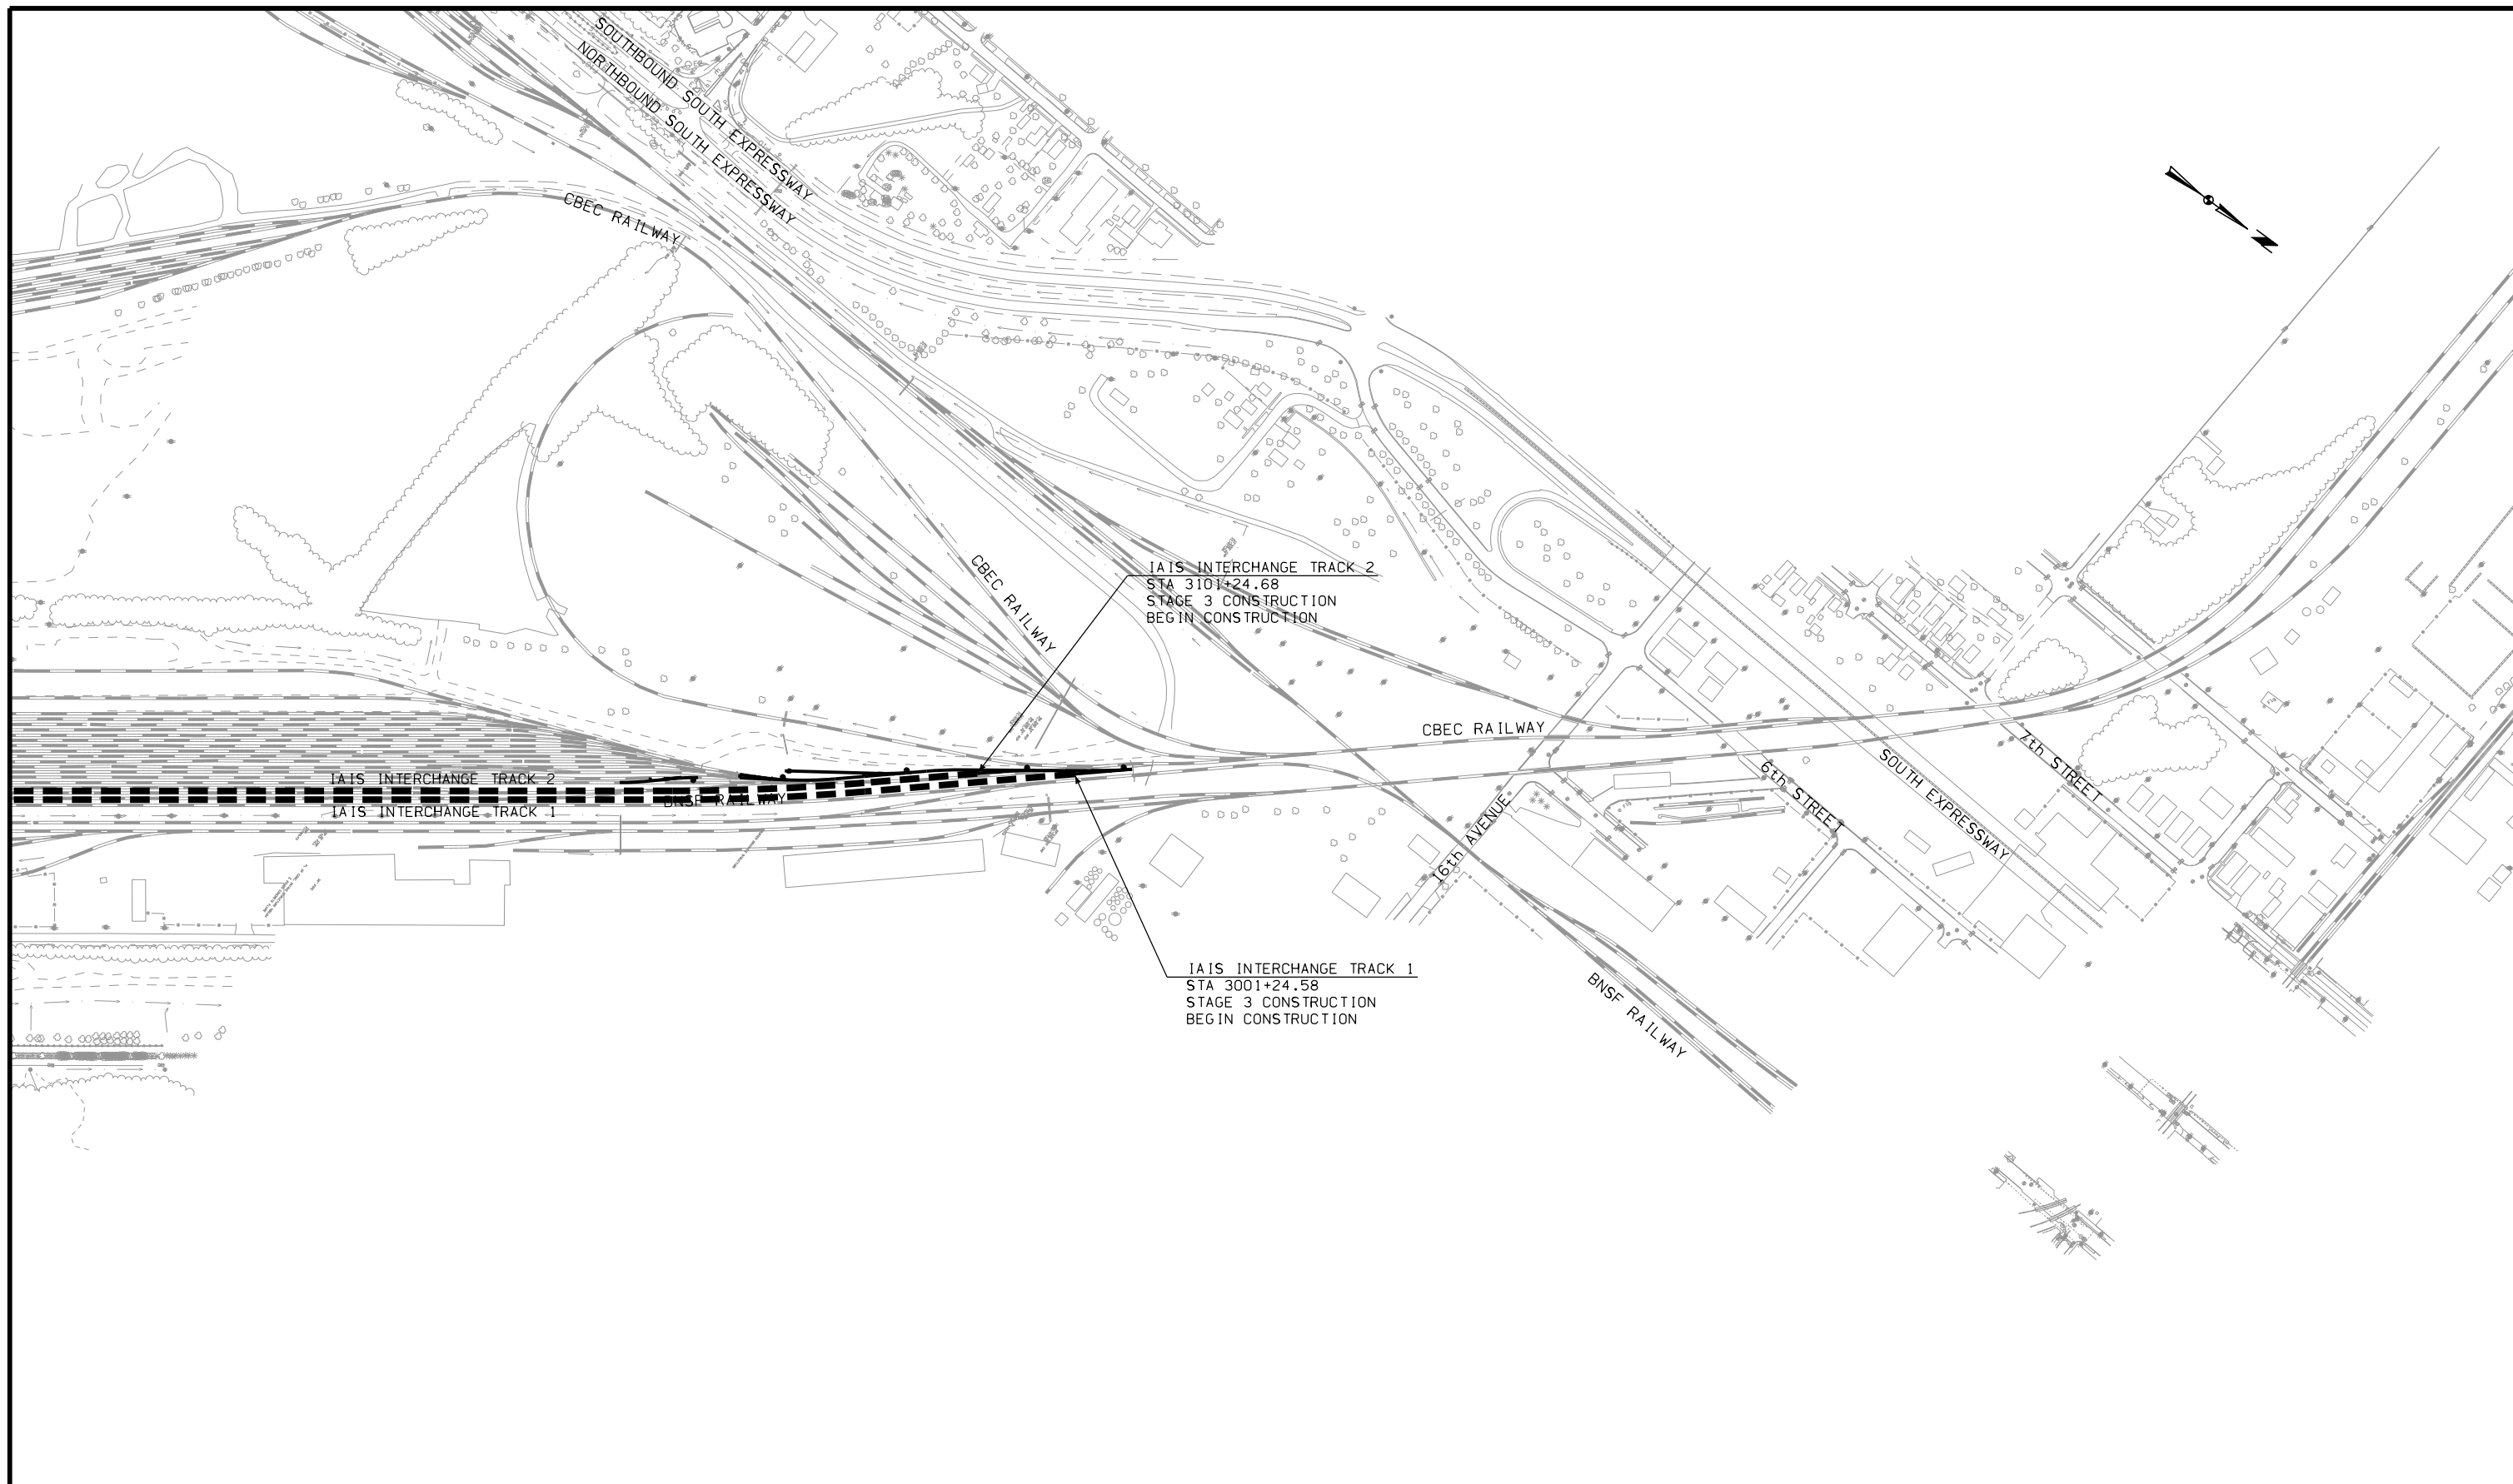 SOUTHBOUND SOUTH EXPRESSWAY
NORTHBOUND SOUTH EXPRESSWAY
CBEC RAILWAY
N
CBEC RAILWAY
IAIS INTERCHANGE TRACK 2
STA 3101+24.68
STAGE 3 CONSTRUCTION
BEGIN CONSTRUCTION
CBEC RAILWAY
7th STREET
SOUTH EXPRESSWAY
6th STREET
16th AVENUE
IAIS INTERCHANGE TRACK 2
BNSF RAILWAY
IAIS INTERCHANGE TRACK 1
IAIS INTERCHANGE TRACK 1
STA 3001+24.58
STAGE 3 CONSTRUCTION
BEGIN CONSTRUCTION
BNSF RAILWAY